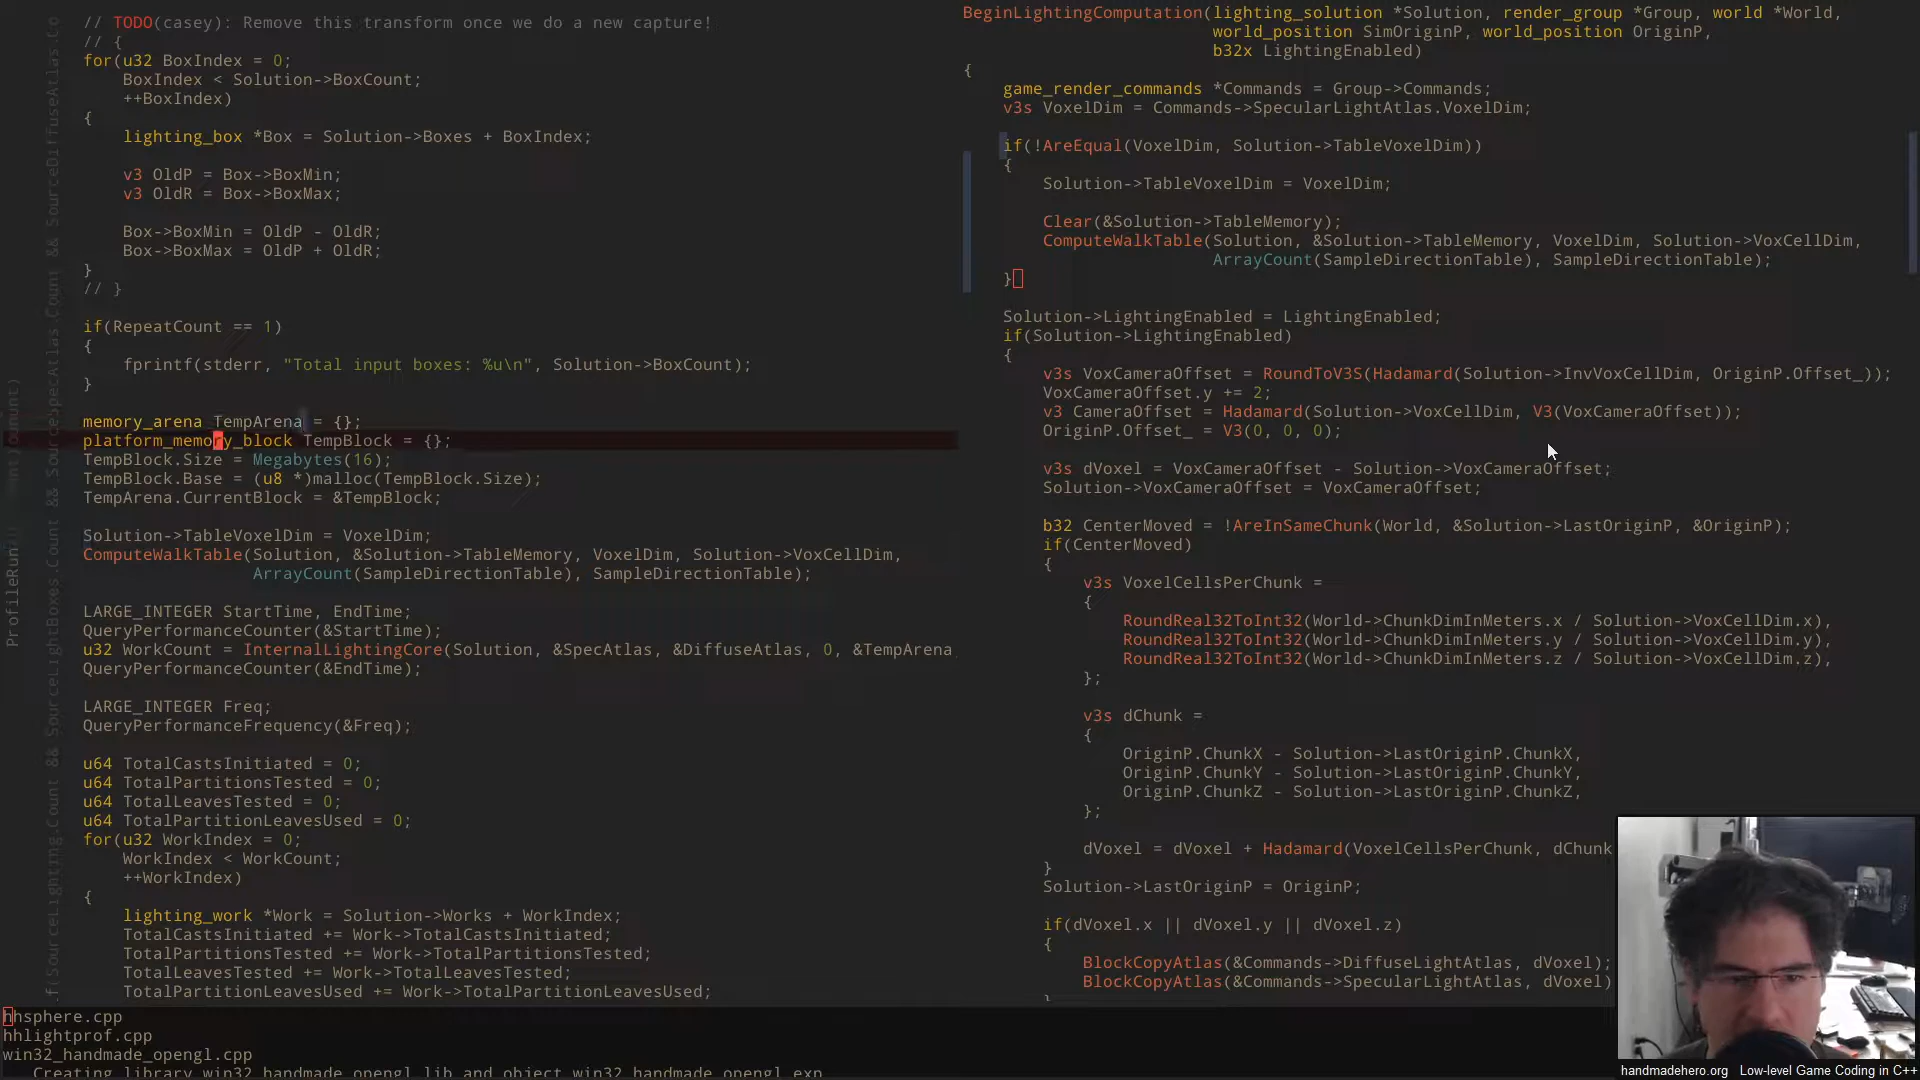 // TODO(casey): Remove this transform once we do a new capture!
// {
for(u32 BoxIndex = 0;
BoxIndex < Solution->BoxCount;
++BoxIndex)
{
lighting_box *Box = Solution->Boxes + BoxIndex;
v3 OldP = Box->BoxMin;
v3 OldR = Box->BoxMax;
Box->BoxMin = OldP - OldR;
Box->BoxMax = OldP + OldR;
}
// }
if(RepeatCount == 1)
{
fprintf(stderr, "Total input boxes: %u\n", Solution->BoxCount);
}
memory_arena TempArena = {};
platform_memory_block TempBlock = {};
TempBlock.Size = Megabytes(16);
TempBlock.Base = (u8 *)malloc(TempBlock.Size);
TempArena.CurrentBlock = &TempBlock;
Solution->TableVoxelDim = VoxelDim;
ComputeWalkTable(Solution, &Solution->TableMemory, VoxelDim, Solution->VoxCellDim,
ArrayCount(SampleDirectionTable), SampleDirectionTable);
LARGE_INTEGER StartTime, EndTime;
QueryPerformanceCounter(&StartTime);
u32 WorkCount = InternalLightingCore(Solution, &SpecAtlas, &DiffuseAtlas, 0, &TempArena
QueryPerformanceCounter(&EndTime);
LARGE_INTEGER Freq;
QueryPerformanceFrequency(&Freq);
u64 TotalCastsInitiated = 0;
u64 TotalPartitionsTested = 0;
u64 TotalLeavesTested = 0;
u64 TotalPartitionLeavesUsed = 0;
for(u32 WorkIndex = 0;
WorkIndex < WorkCount;
++WorkIndex)
{
lighting_work *Work = Solution->Works + WorkIndex;
TotalCastsInitiated += Work->TotalCastsInitiated;
TotalPartitionsTested += Work->TotalPartitionsTested;
TotalLeavesTested += Work->TotalLeavesTested;
TotalPartitionLeavesUsed += Work->TotalPartitionLeavesUsed;
BeginLightingComputation(lighting_solution *Solution, render_group *Group, world *World,
world_position SimOriginP, world_position OriginP,
b32x LightingEnabled)
{
game_render_commands *Commands = Group->Commands;
v3s VoxelDim = Commands->SpecularLightAtlas.VoxelDim;
if(!AreEqual(VoxelDim, Solution->TableVoxelDim))
{
Solution->TableVoxelDim = VoxelDim;
Clear(&Solution->TableMemory);
ComputeWalkTable(Solution, &Solution->TableMemory, VoxelDim, Solution->VoxCellDim,
ArrayCount(SampleDirectionTable), SampleDirectionTable);
}
Solution->LightingEnabled = LightingEnabled;
if(Solution->LightingEnabled)
{
v3s VoxCameraOffset = RoundToV3S(Hadamard(Solution->InvVoxCellDim, OriginP.Offset_));
VoxCameraOffset.y += 2;
v3 CameraOffset = Hadamard(Solution->VoxCellDim, V3(VoxCameraOffset));
OriginP.Offset_ = V3(0, 0, 0);
v3s dVoxel = VoxCameraOffset - Solution->VoxCameraOffset;
Solution->VoxCameraOffset = VoxCameraOffset;
b32 CenterMoved = !AreInSameChunk(World, &Solution->LastOriginP, &OriginP);
if(CenterMoved)
{
v3s VoxelCellsPerChunk =
{
RoundReal32ToInt32(World->ChunkDimInMeters.x / Solution->VoxCellDim.x),
RoundReal32ToInt32(World->ChunkDimInMeters.y / Solution->VoxCellDim.y),
RoundReal32ToInt32(World->ChunkDimInMeters.z / Solution->VoxCellDim.z),
};
v3s dChunk =
{
OriginP.ChunkX - Solution->LastOriginP.ChunkX,
OriginP.ChunkY - Solution->LastOriginP.ChunkY,
OriginP.ChunkZ - Solution->LastOriginP.ChunkZ,
};
dVoxel = dVoxel + Hadamard(VoxelCellsPerChunk, dChunk
}
Solution->LastOriginP = OriginP;
if(dVoxel.x || dVoxel.y || dVoxel.z)
{
BlockCopyAtlas(&Commands->DiffuseLightAtlas, dVoxel);
BlockCopyAtlas(&Commands->SpecularLightAtlas, dVoxel)
hhsphere.cpp
hhlightprof.cpp
win32_handmade_opengl.cpp
Creating library win32_handmade_opengl.lib and object win32_handmade_opengl.exp
ProfileRun
handmadehero.org Low-level Game Coding in C++